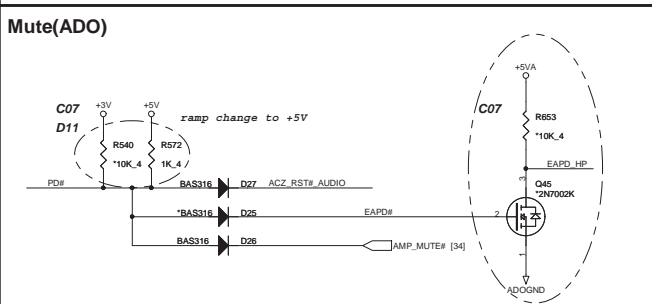 Mute(ADO)
+5VA
C07
+3V
+5V
ramp change to +5V
C07
D11
R540
R572
R653
*10K_4
1K_4
*10K_4
PD#
BAS316
D27
ACZ_RST#_AUDIO
EAPD_HP
3
Q45
*2N7002K
*BAS316
D25
EAPD#
2
BAS316
D26
AMP_MUTE# [34]
1
ADOGND